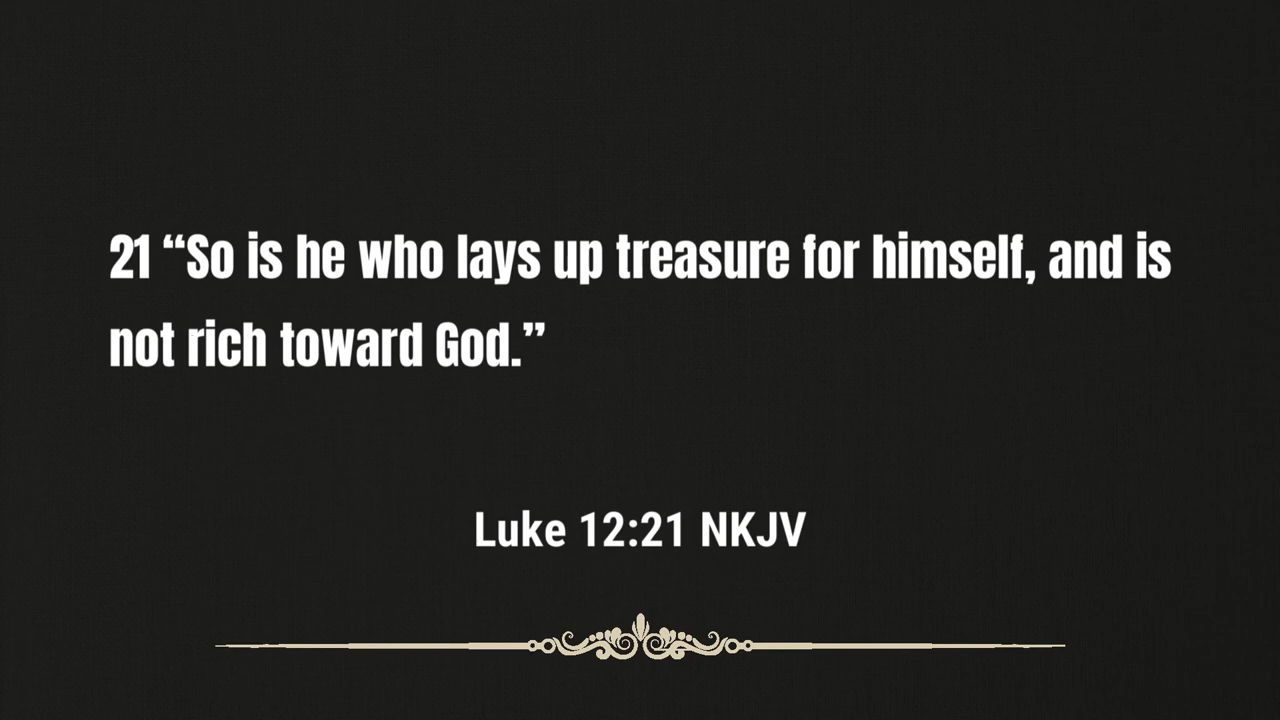 21 “So is he who lays up treasure for himself, and is
not rich toward God.”
Luke 12:21 NKJV